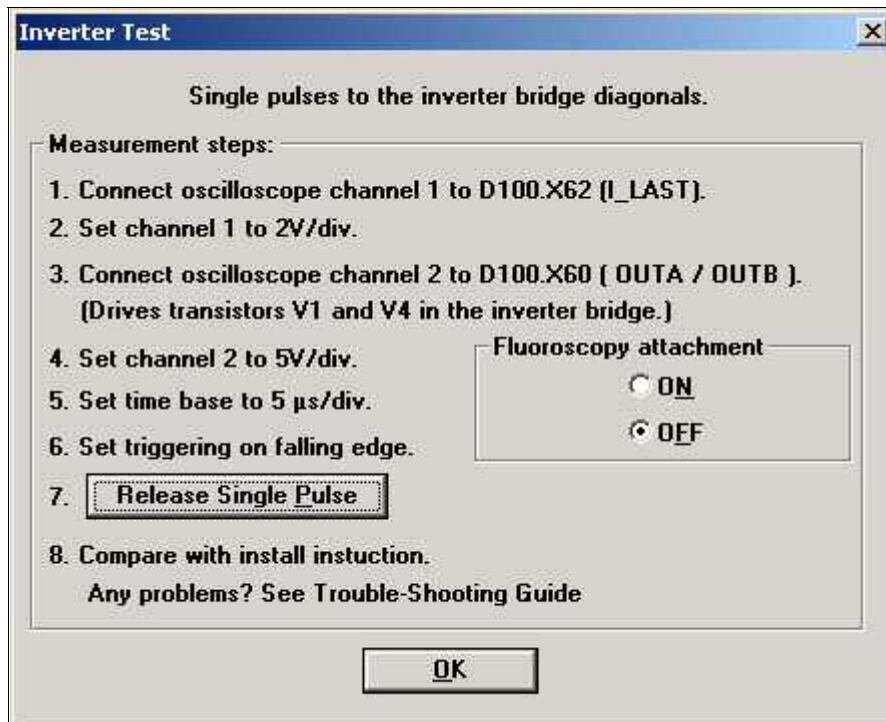 Inverter Test
Single pulses to the inverter bridge diagonals.
Measurement steps:
1. Connect oscilloscope channel 1 to D100.X62 (I_LAST).
2. Set channel 1 to 2V/div.
3. Connect oscilloscope channel 2 to D100.X60 ( OUTA / OUTB ).
(Drives transistors V1 and V4 in the inverter bridge.)
4. Set channel 2 to 5V/div.
Fluoroscopy attachment
ON
OFF
5. Set time base to 5 µs/div.
6. Set triggering on falling edge.
7. Release Single Pulse
8. Compare with install instuction.
Any problems? See Trouble-Shooting Guide
OK